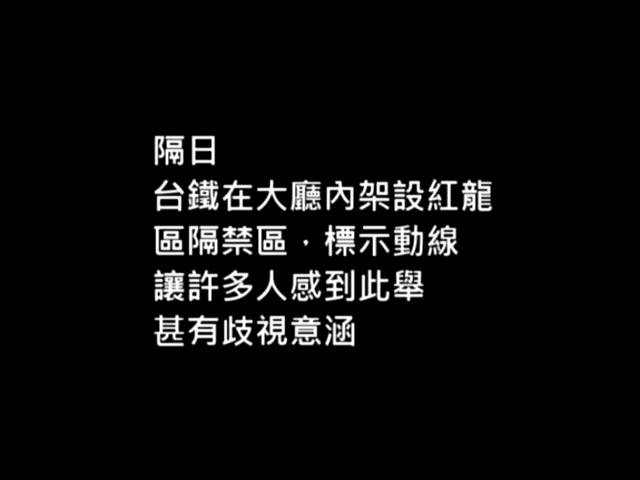 隔日
台鐵在大廳內架設紅龍
區隔禁區，標示動線
讓許多人感到此舉
甚有歧視意涵